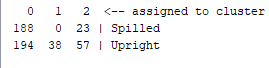 0 1 2 <-- assigned to cluster
188 0 23 | Spilled
194 38 57 | Upright